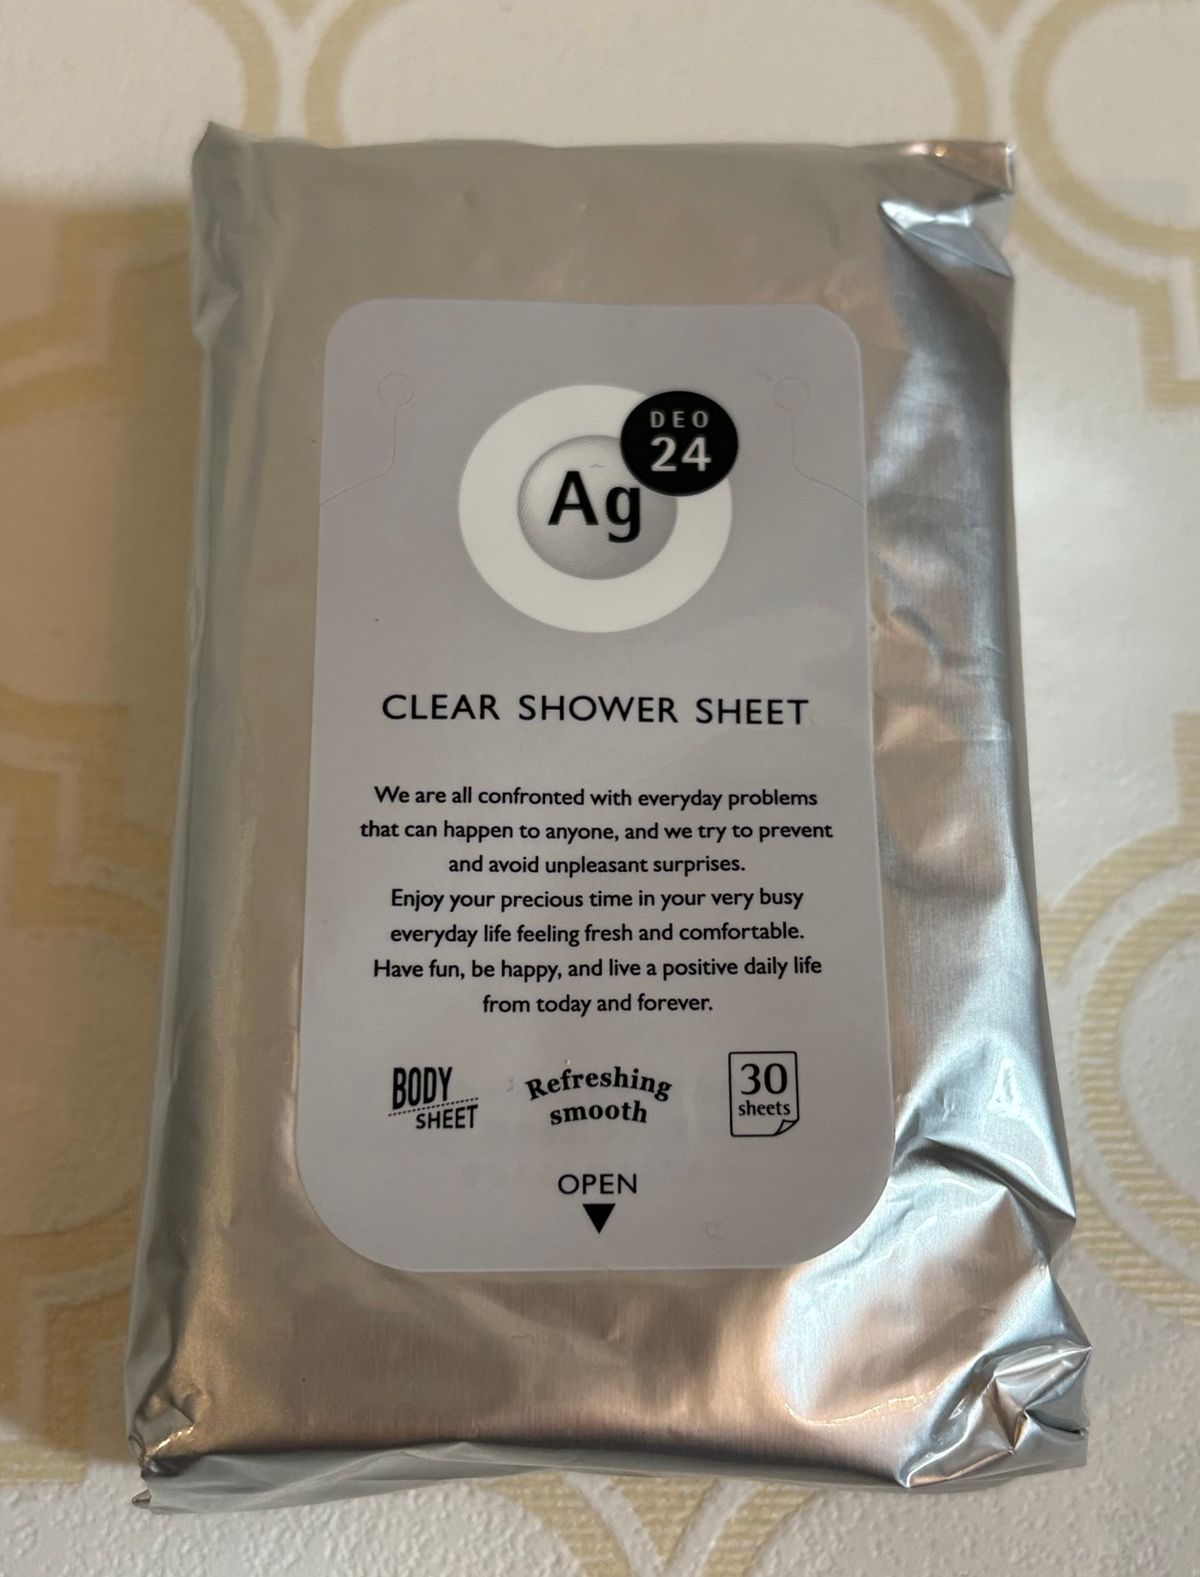 DEO
24
Ag
CLEAR SHOWER SHEET
We are all confronted with everyday problems
that can happen to anyone, and we try to prevent
and avoid unpleasant surprises.
Enjoy your precious time in your very busy
everyday life feeling fresh and comfortable.
Have fun, be happy, and live a positive daily life
from today and forever.
BODY
SHEET
Refreshing
smooth
30
sheets
OPEN